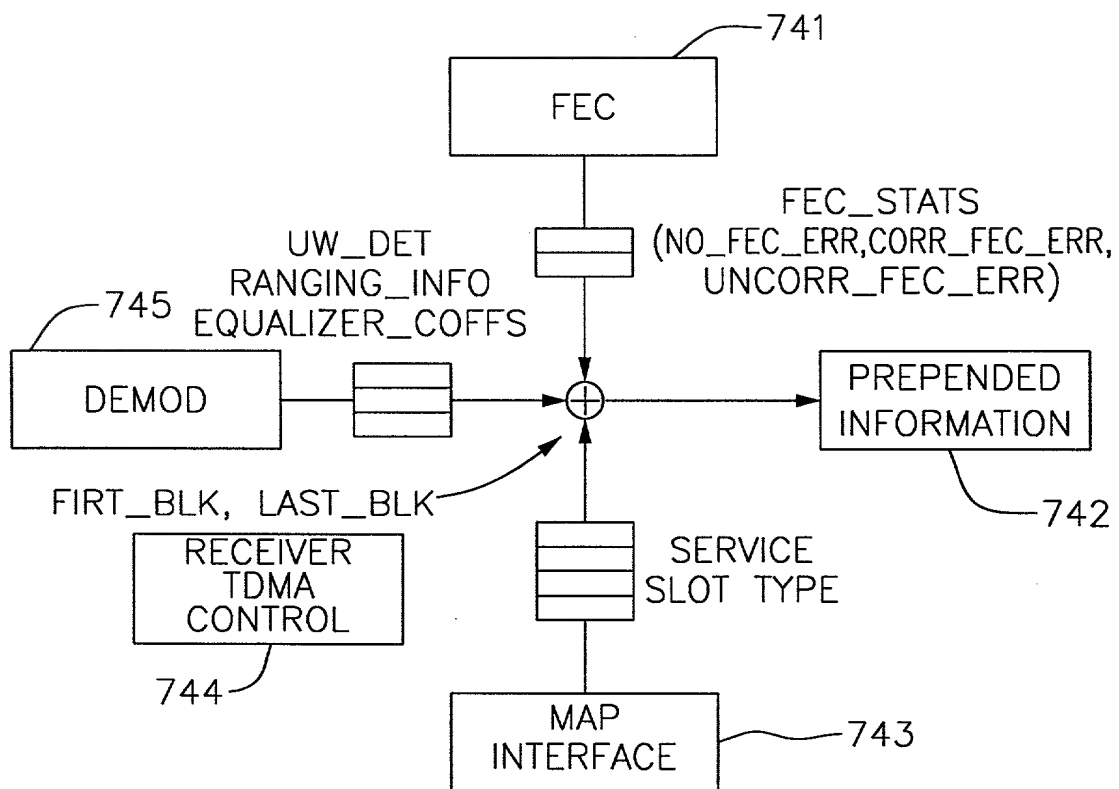 741
FEC
FEC_STATS
(NO_FEC_ERR,CORR_FEC_ERR,
UNCORR_FEC_ERR)
UW_DET
RANGING_INFO
EQUALIZER_COFFS
745
DEMOD
PREPENDED
INFORMATION
742
FIRT_BLK, LAST_BLK
RECEIVER
TDMA
CONTROL
744
SERVICE
SLOT TYPE
MAP
INTERFACE
743